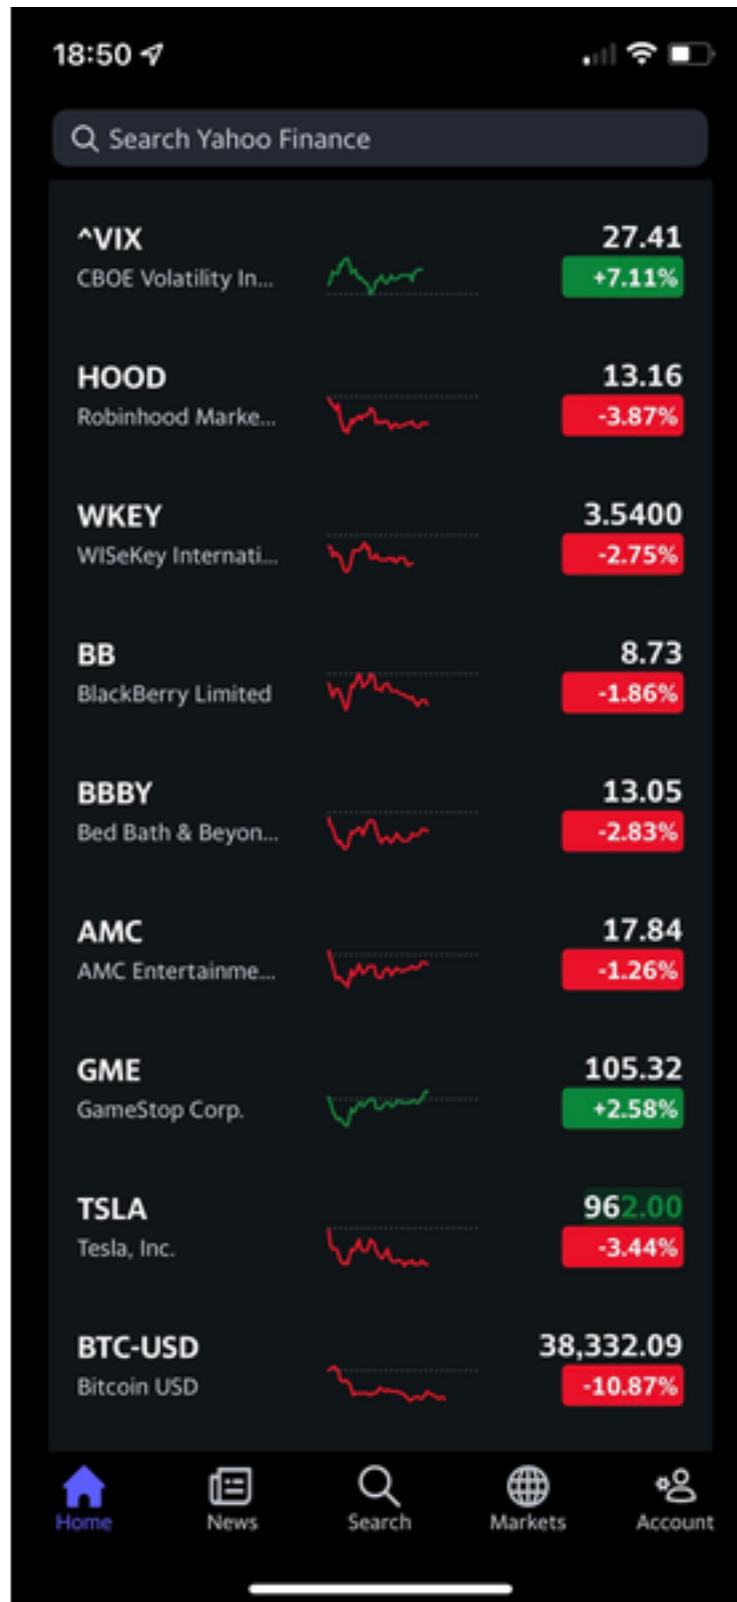 18:50
Search Yahoo Finance
^VIX 27.41
CBOE Volatility In... +7.11%
HOOD 13.16
Robinhood Marke... -3.87%
WKEY 3.5400
WISeKey Internati... -2.75%
BB 8.73
BlackBerry Limited -1.86%
BBBY 13.05
Bed Bath & Beyon... -2.83%
AMC 17.84
AMC Entertainme... -1.26%
GME 105.32
GameStop Corp. +2.58%
TSLA 962.00
Tesla, Inc. -3.44%
BTC-USD 38,332.09
Bitcoin USD -10.87%
Home News Search Markets Account